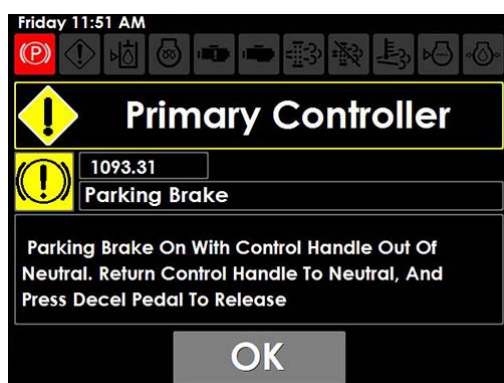 Friday 11:51 AM
(P)
Primary Controller
1093.31
Parking Brake
Parking Brake On With Control Handle Out Of
Neutral. Return Control Handle To Neutral, And
Press Decel Pedal To Release
OK